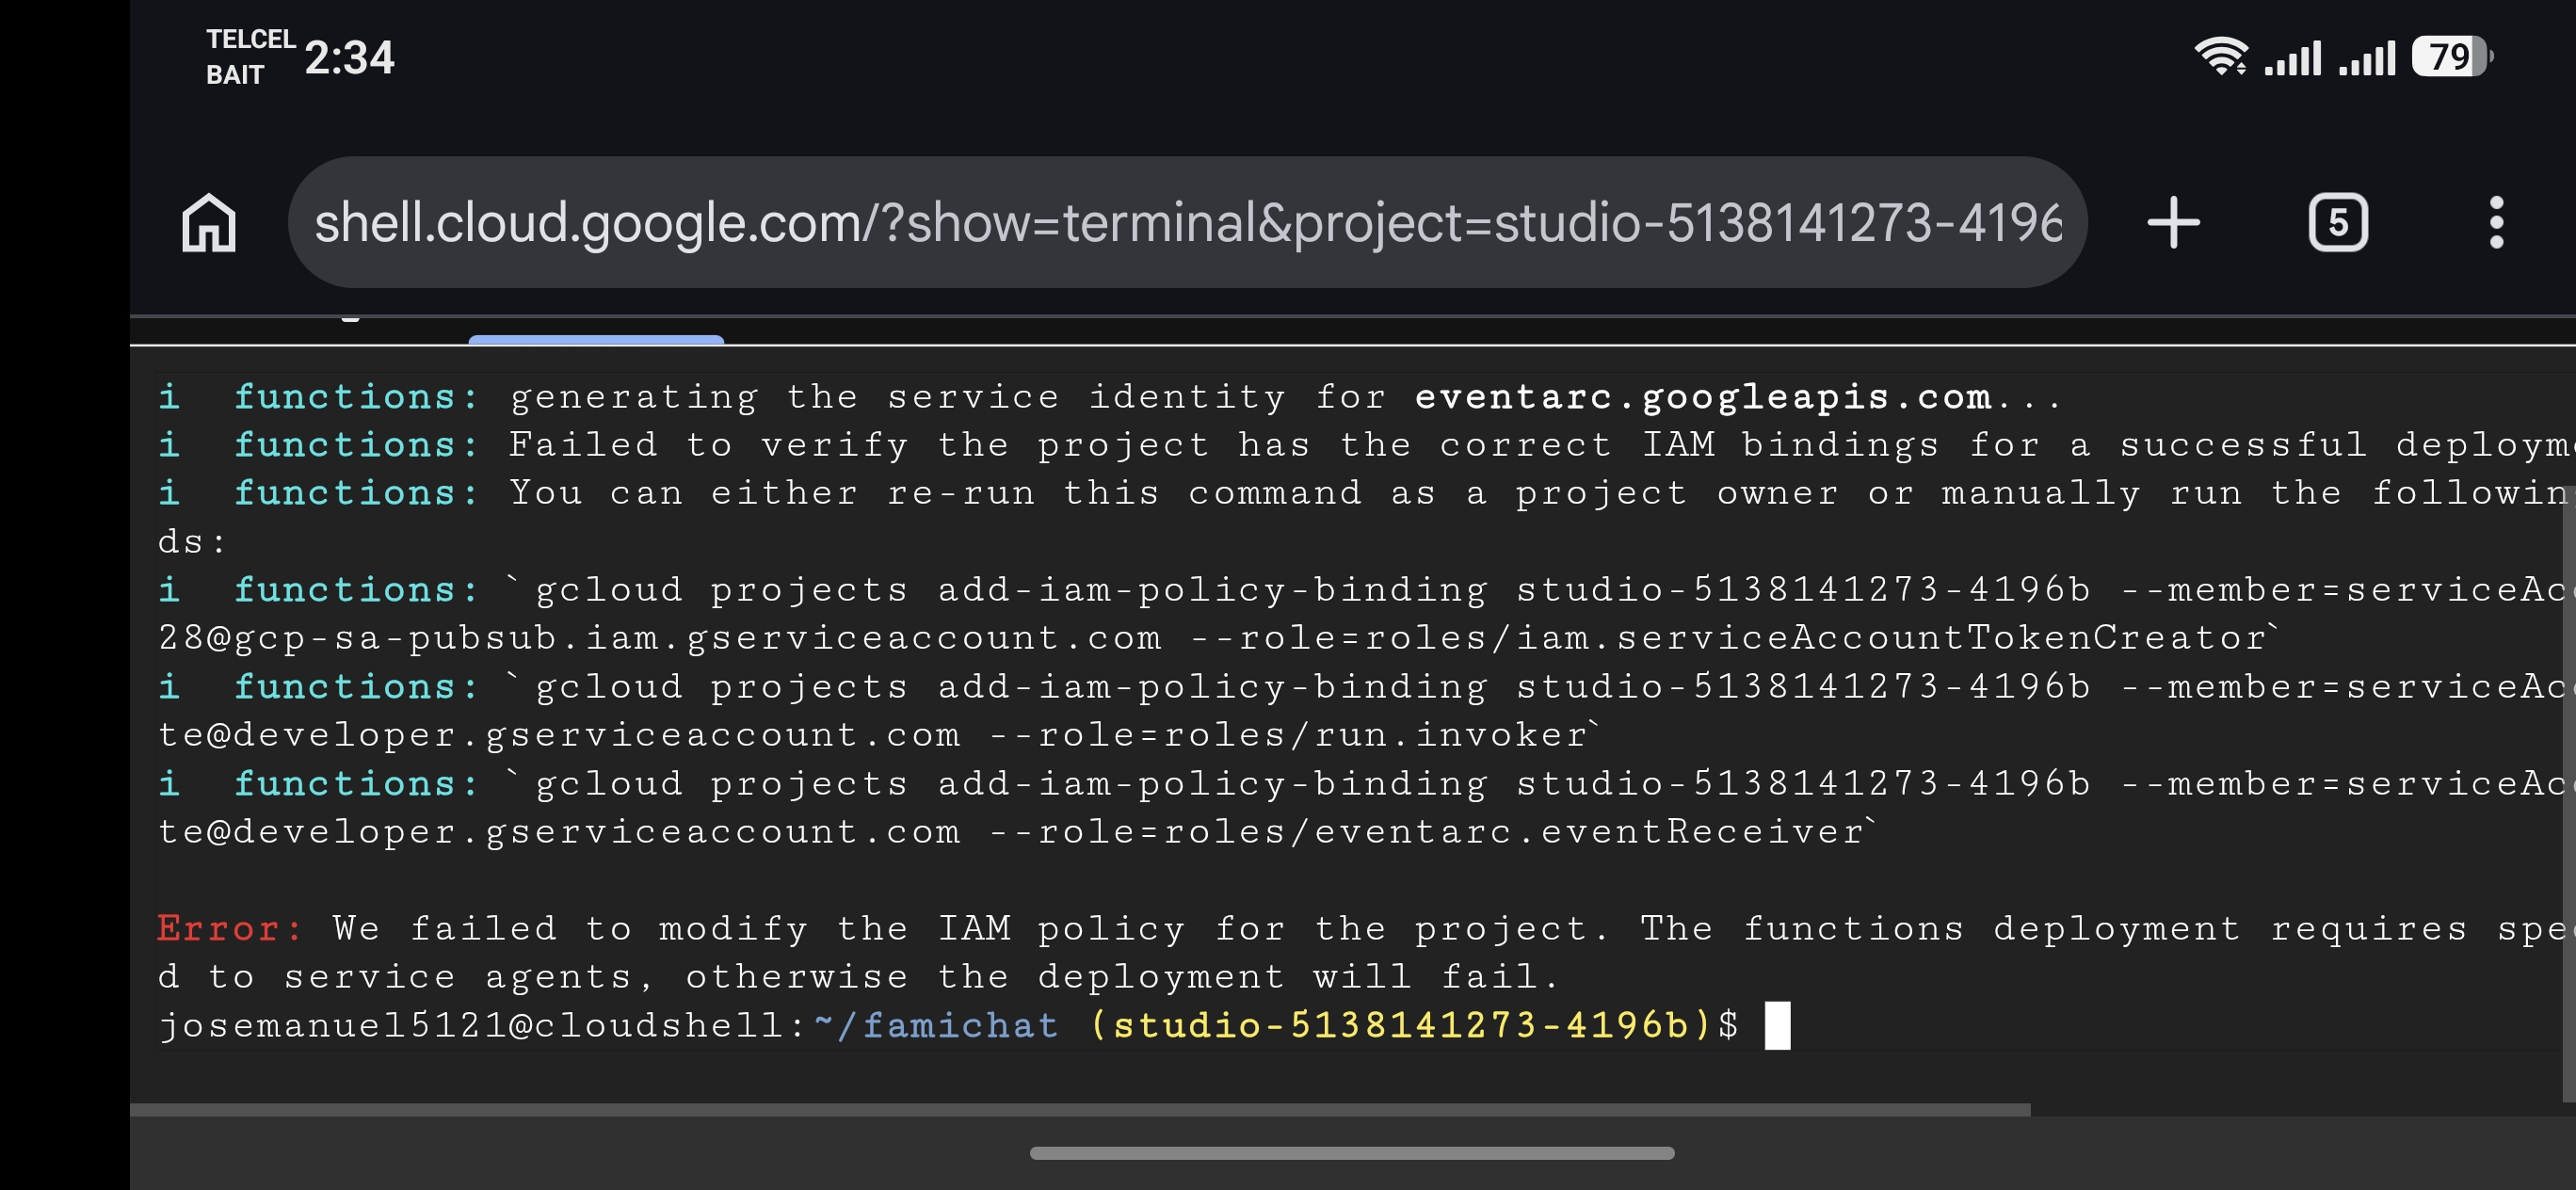 TELCEL
BAIT
2:34
79
shell.cloud.google.com/?show=terminal&project=studio-5138141273-4196
5
i functions: generating the service identity for eventarc.googleapis.com...
i functions: Failed to verify the project has the correct IAM bindings for a successful deploym
i functions: You can either re-run this command as a project owner or manually run the followin
ds:
i functions: `gcloud projects add-iam-policy-binding studio-5138141273-4196b --member=serviceAc
28@gcp-sa-pubsub.iam.gserviceaccount.com --role=roles/iam.serviceAccountTokenCreator`
i functions: `gcloud projects add-iam-policy-binding studio-5138141273-4196b --member=serviceAc
te@developer.gserviceaccount.com --role=roles/run.invoker`
i functions: `gcloud projects add-iam-policy-binding studio-5138141273-4196b --member=serviceAc
te@developer.gserviceaccount.com --role=roles/eventarc.eventReceiver`
Error: We failed to modify the IAM policy for the project. The functions deployment requires spe
d to service agents, otherwise the deployment will fail.
josemanuel5121@cloudshell:~/famichat (studio-5138141273-4196b)$